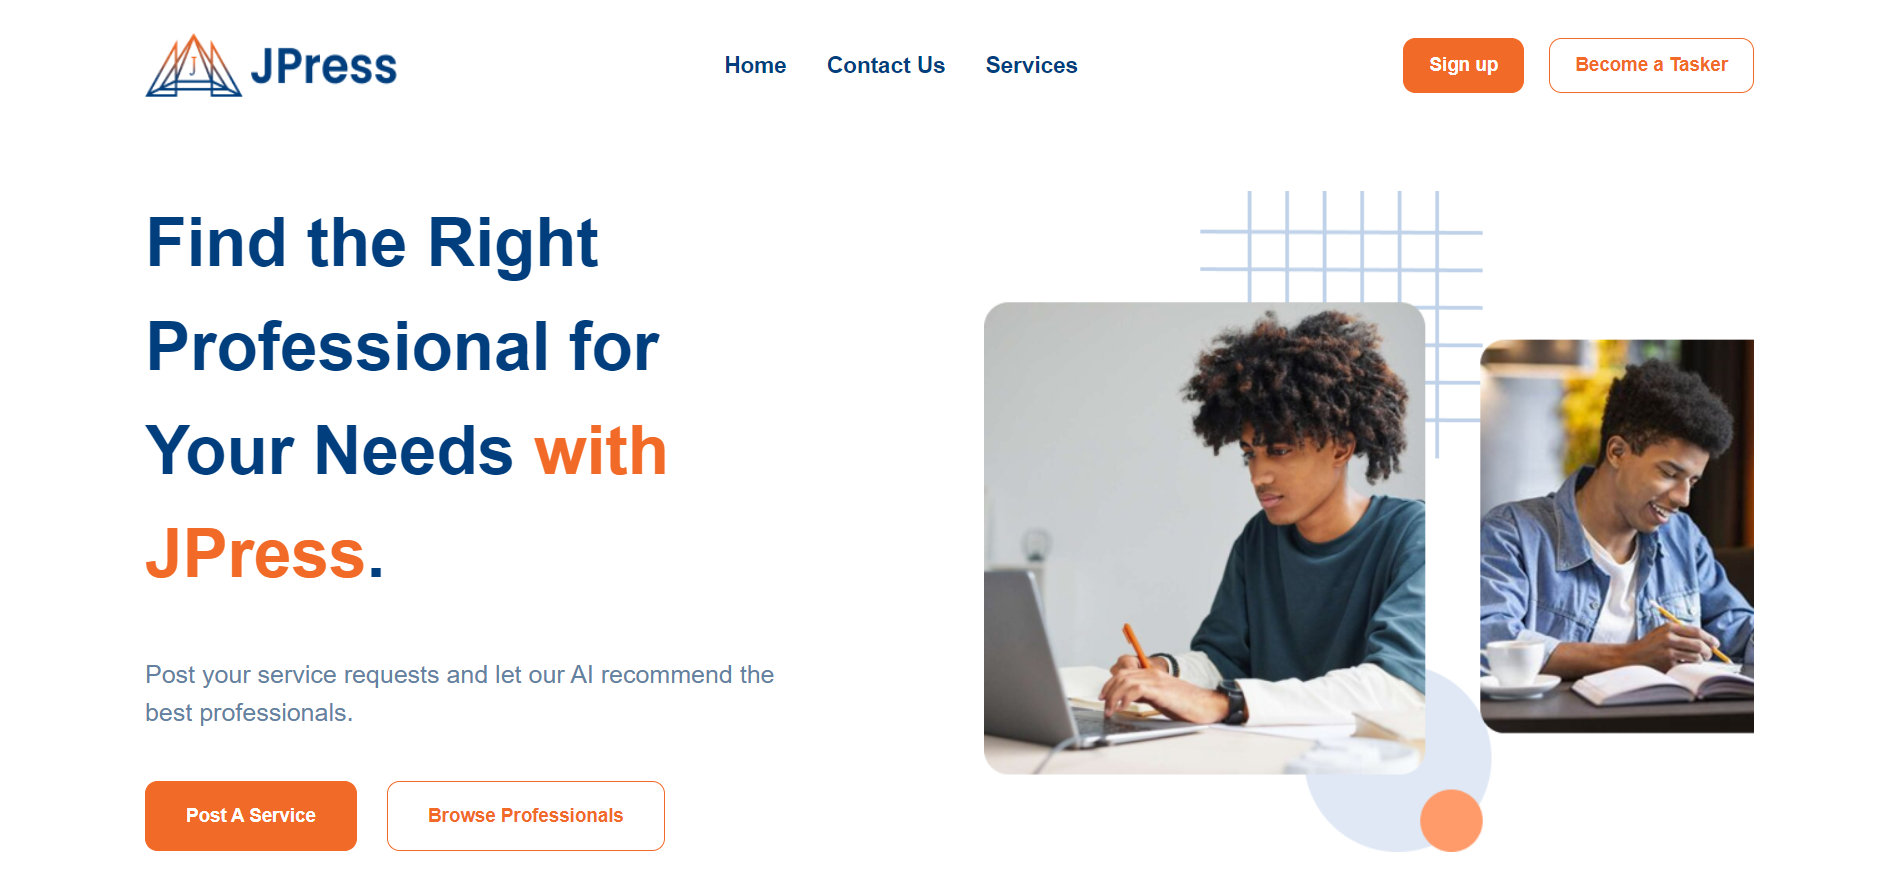 J
JPress
Home
Contact Us
Services
Sign up
Become a Tasker
Find the Right
Professional for
Your Needs with
JPress.
Post your service requests and let our AI recommend the
best professionals.
Post A Service
Browse Professionals